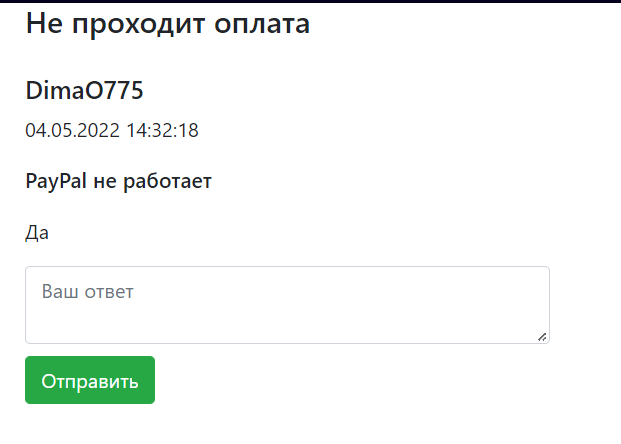 Не проходит оплата
DimaO775
04.05.2022 14:32:18
PayPal не работает
Да
Ваш ответ
Отправить